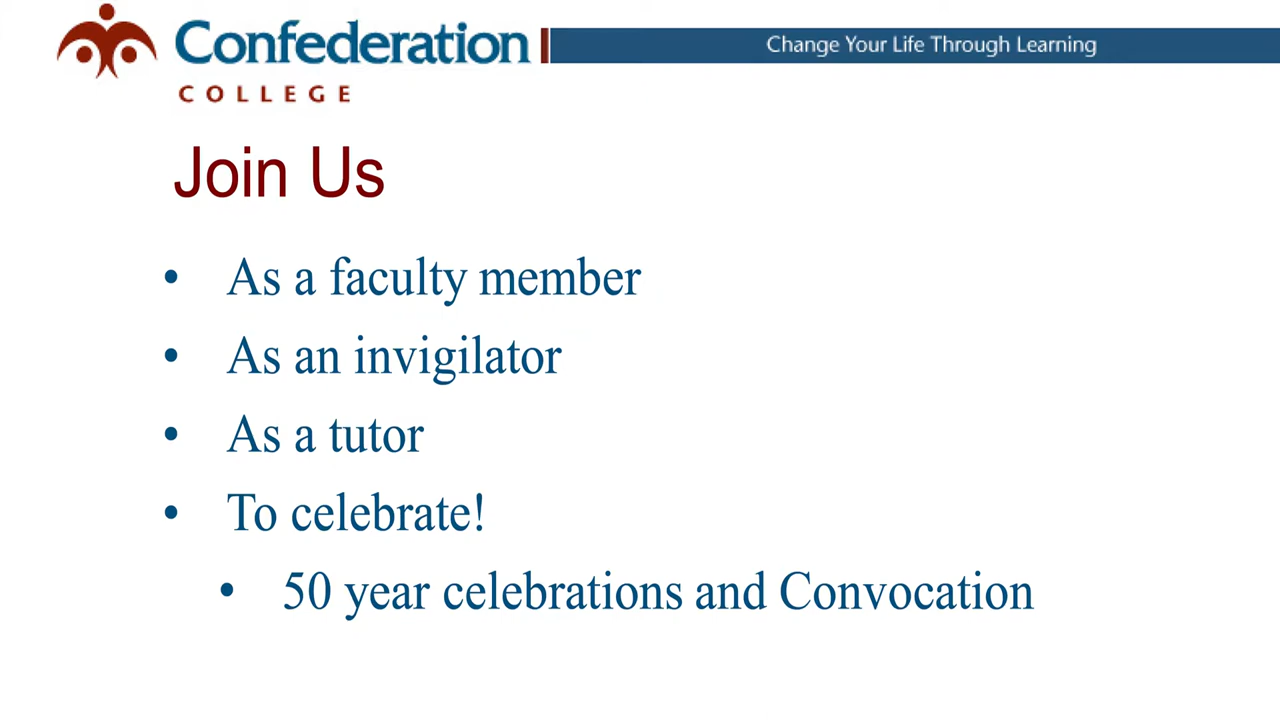 Confederation
COLLEGE
Change Your Life Through Learning
Join Us
• As a faculty member
• As an invigilator
• As a tutor
• To celebrate!
• 50 year celebrations and Convocation